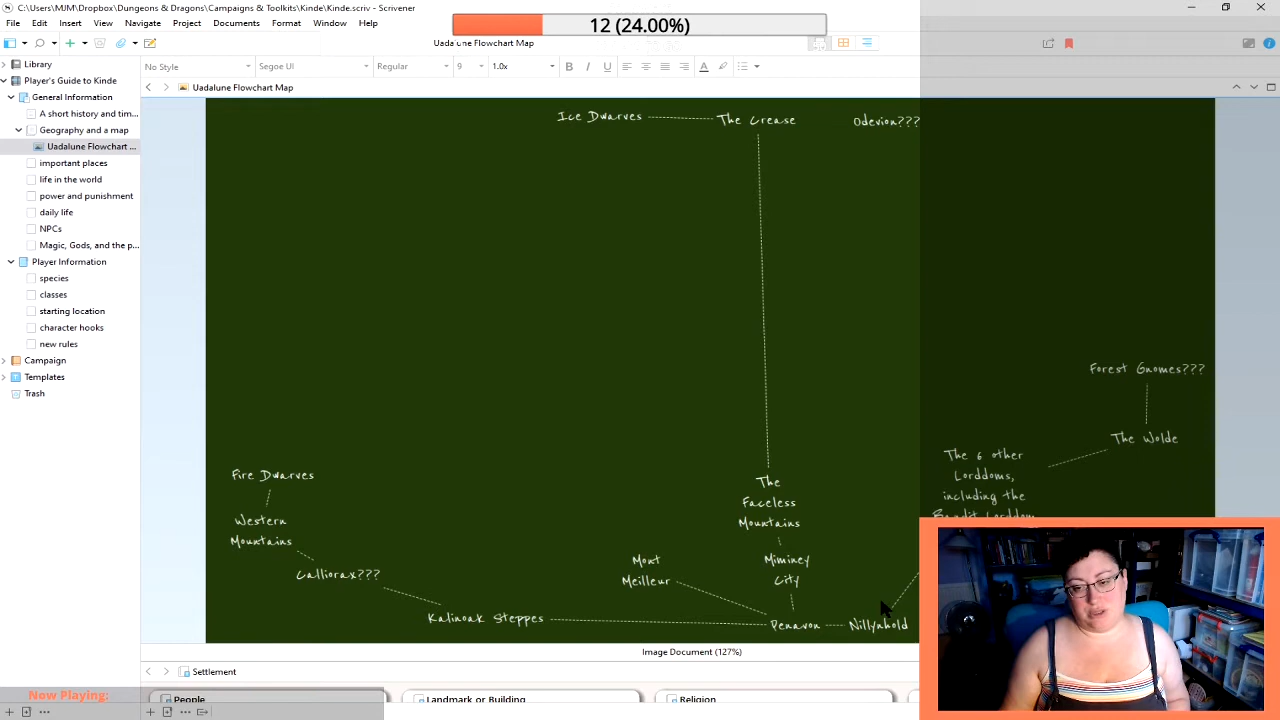 C:\Users\MJM\Dropbox\Dungeons & Dragons\Campaigns & Toolkits\Kinde\Kinde.scriv - Scrivener
12 (24.00%)
File Edit Insert View Navigate Project Documents Format Window Help
Uadalune Flowchart Map
No Style Segoe UI Regular 9 1.0x B I U A
Uadalune Flowchart Map
Library
Player's Guide to Kinde
General Information
A short history and tim...
Geography and a map
Uadalune Flowchart ...
important places
life in the world
power and punishment
daily life
NPCs
Magic, Gods, and the p...
Player Information
species
classes
starting location
character hooks
new rules
Campaign
Templates
Trash
Ice Dwarves
The Crease
Odevion???
Forest Gnomes???
The Wolde
The 6 other
Lorddoms,
including the
Bandit Lorddom
Fire Dwarves
Western
Mountains
Calliorax???
Kalinoak Steppes
The
Faceless
Mountains
Mont
Meilleur
Miminey
City
Penavon
Nillynhold
Image Document (127%)
Settlement
People
Landmark or Building
Religion
Now Playing: